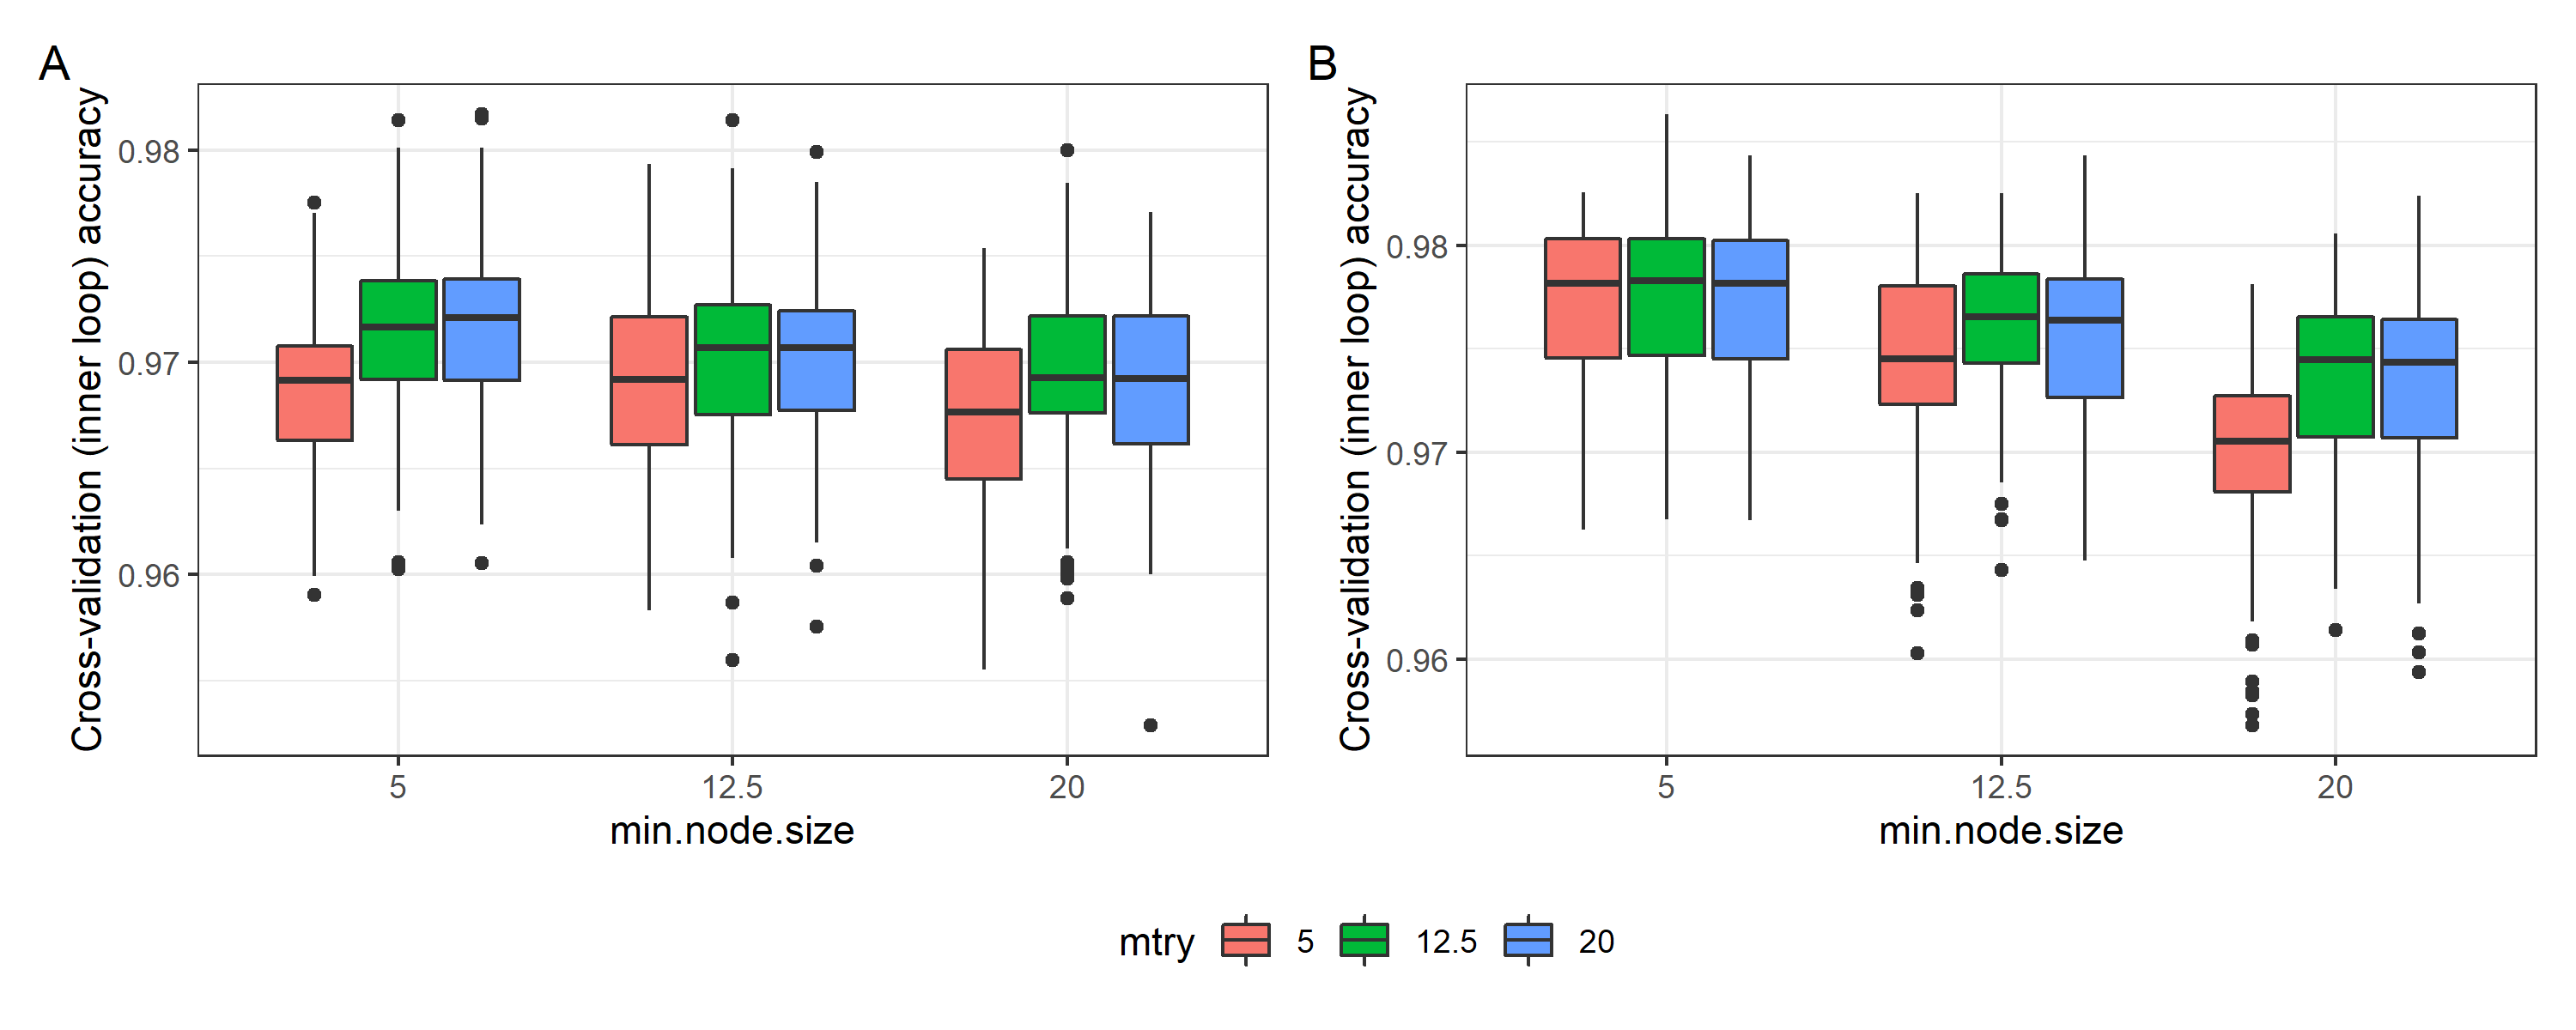 A
Cross-validation (inner loop) accuracy
0.98
0.97
0.96
5
12.5
20
min.node.size
B
Cross-validation (inner loop) accuracy
0.98
0.97
0.96
5
12.5
20
min.node.size
mtry 5 12.5 20